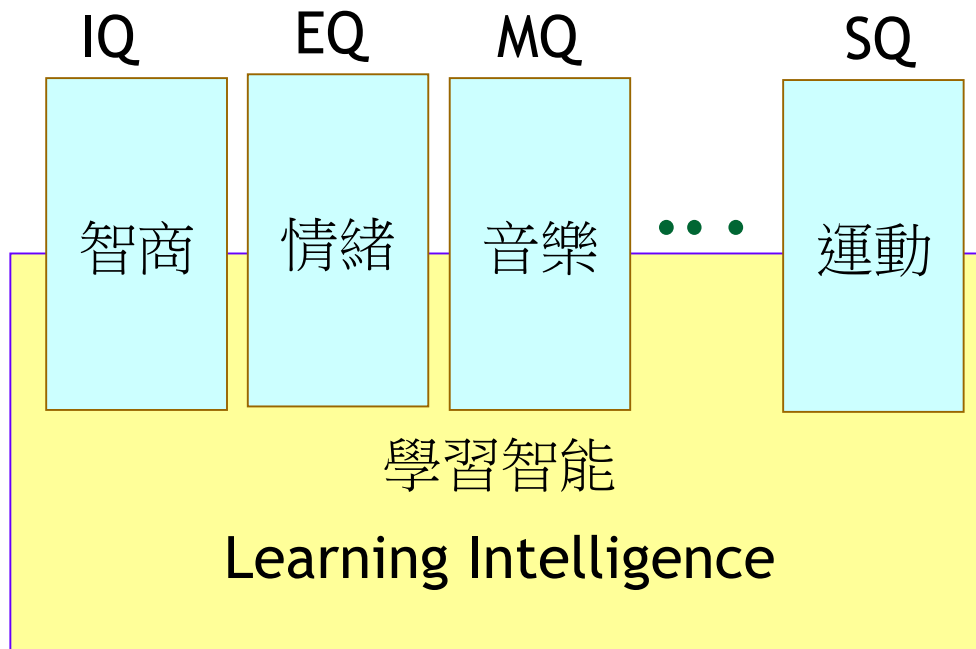 IQ EQ MQ SQ
智商 情緒 音樂 ••• 運動
學習智能
Learning Intelligence